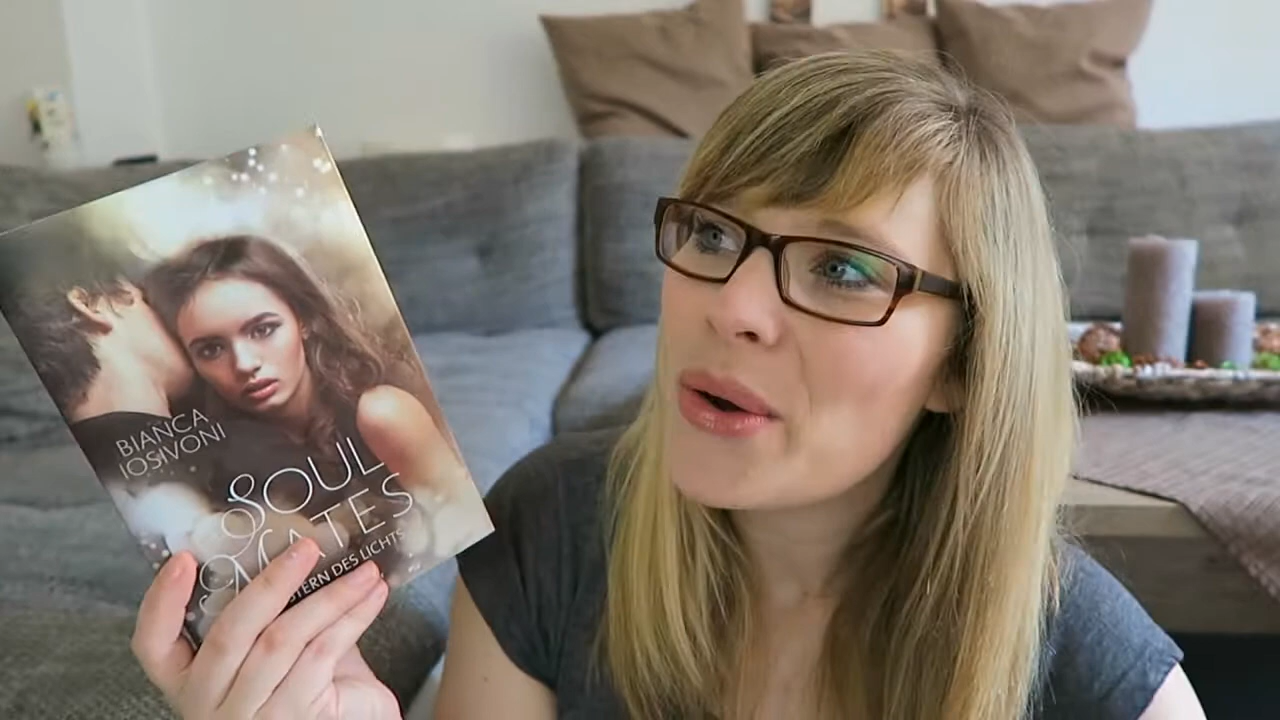 BIANCA
IOSIVONI
SOUL
MATES
STERN DES LICHTS